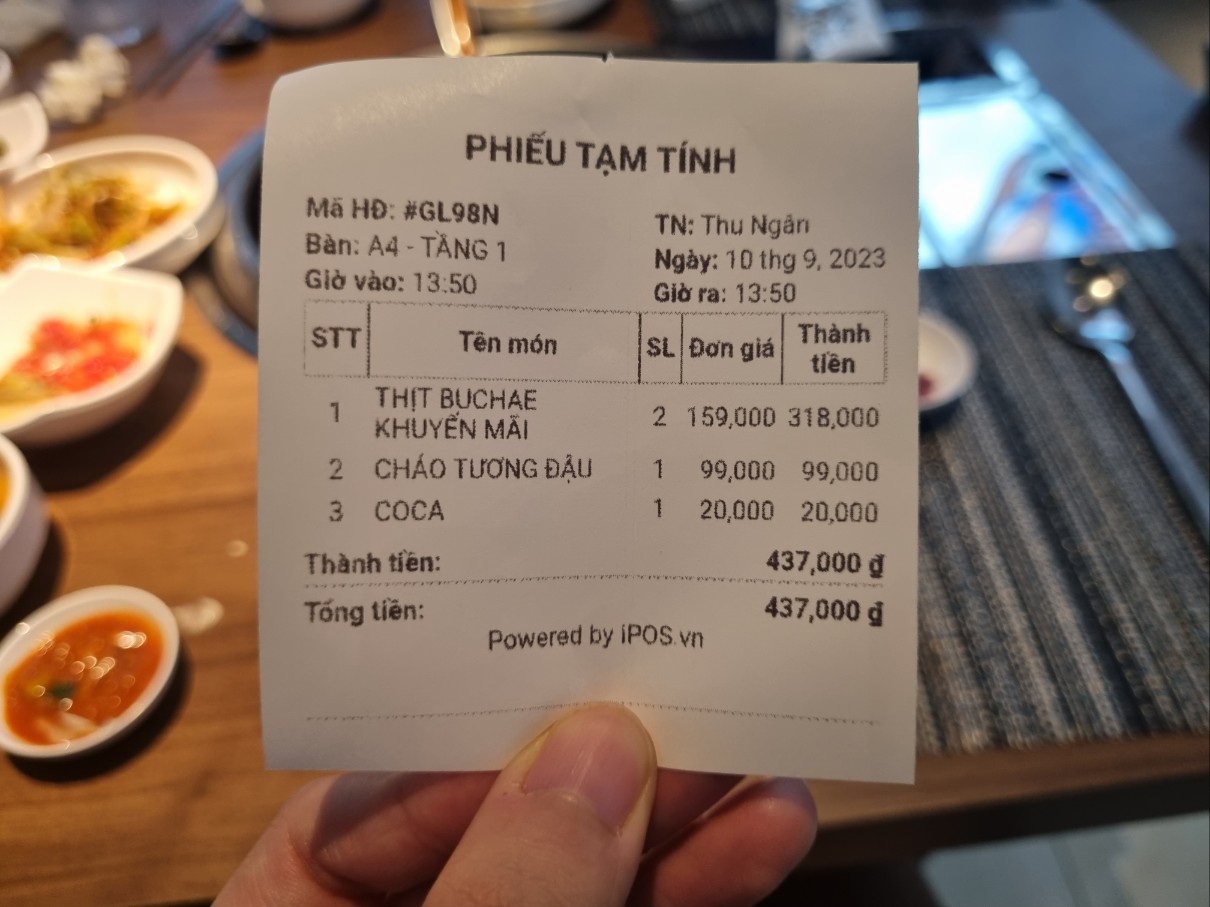 PHIẾU TẠM TÍNH
Mã HĐ: #GL98N
TN: Thu Ngân
Bàn: A4 - TẦNG 1
Ngày: 10 thg 9, 2023
Giờ vào: 13:50
Giờ ra: 13:50
STT Tên món SL Đơn giá Thành tiền
1 THỊT BUCHAE KHUYẾN MÃI 2 159,000 318,000
2 CHÁO TƯƠNG ĐẬU 1 99,000 99,000
3 COCA 1 20,000 20,000
Thành tiền: 437,000 ₫
Tổng tiền: 437,000 ₫
Powered by iPOS.vn